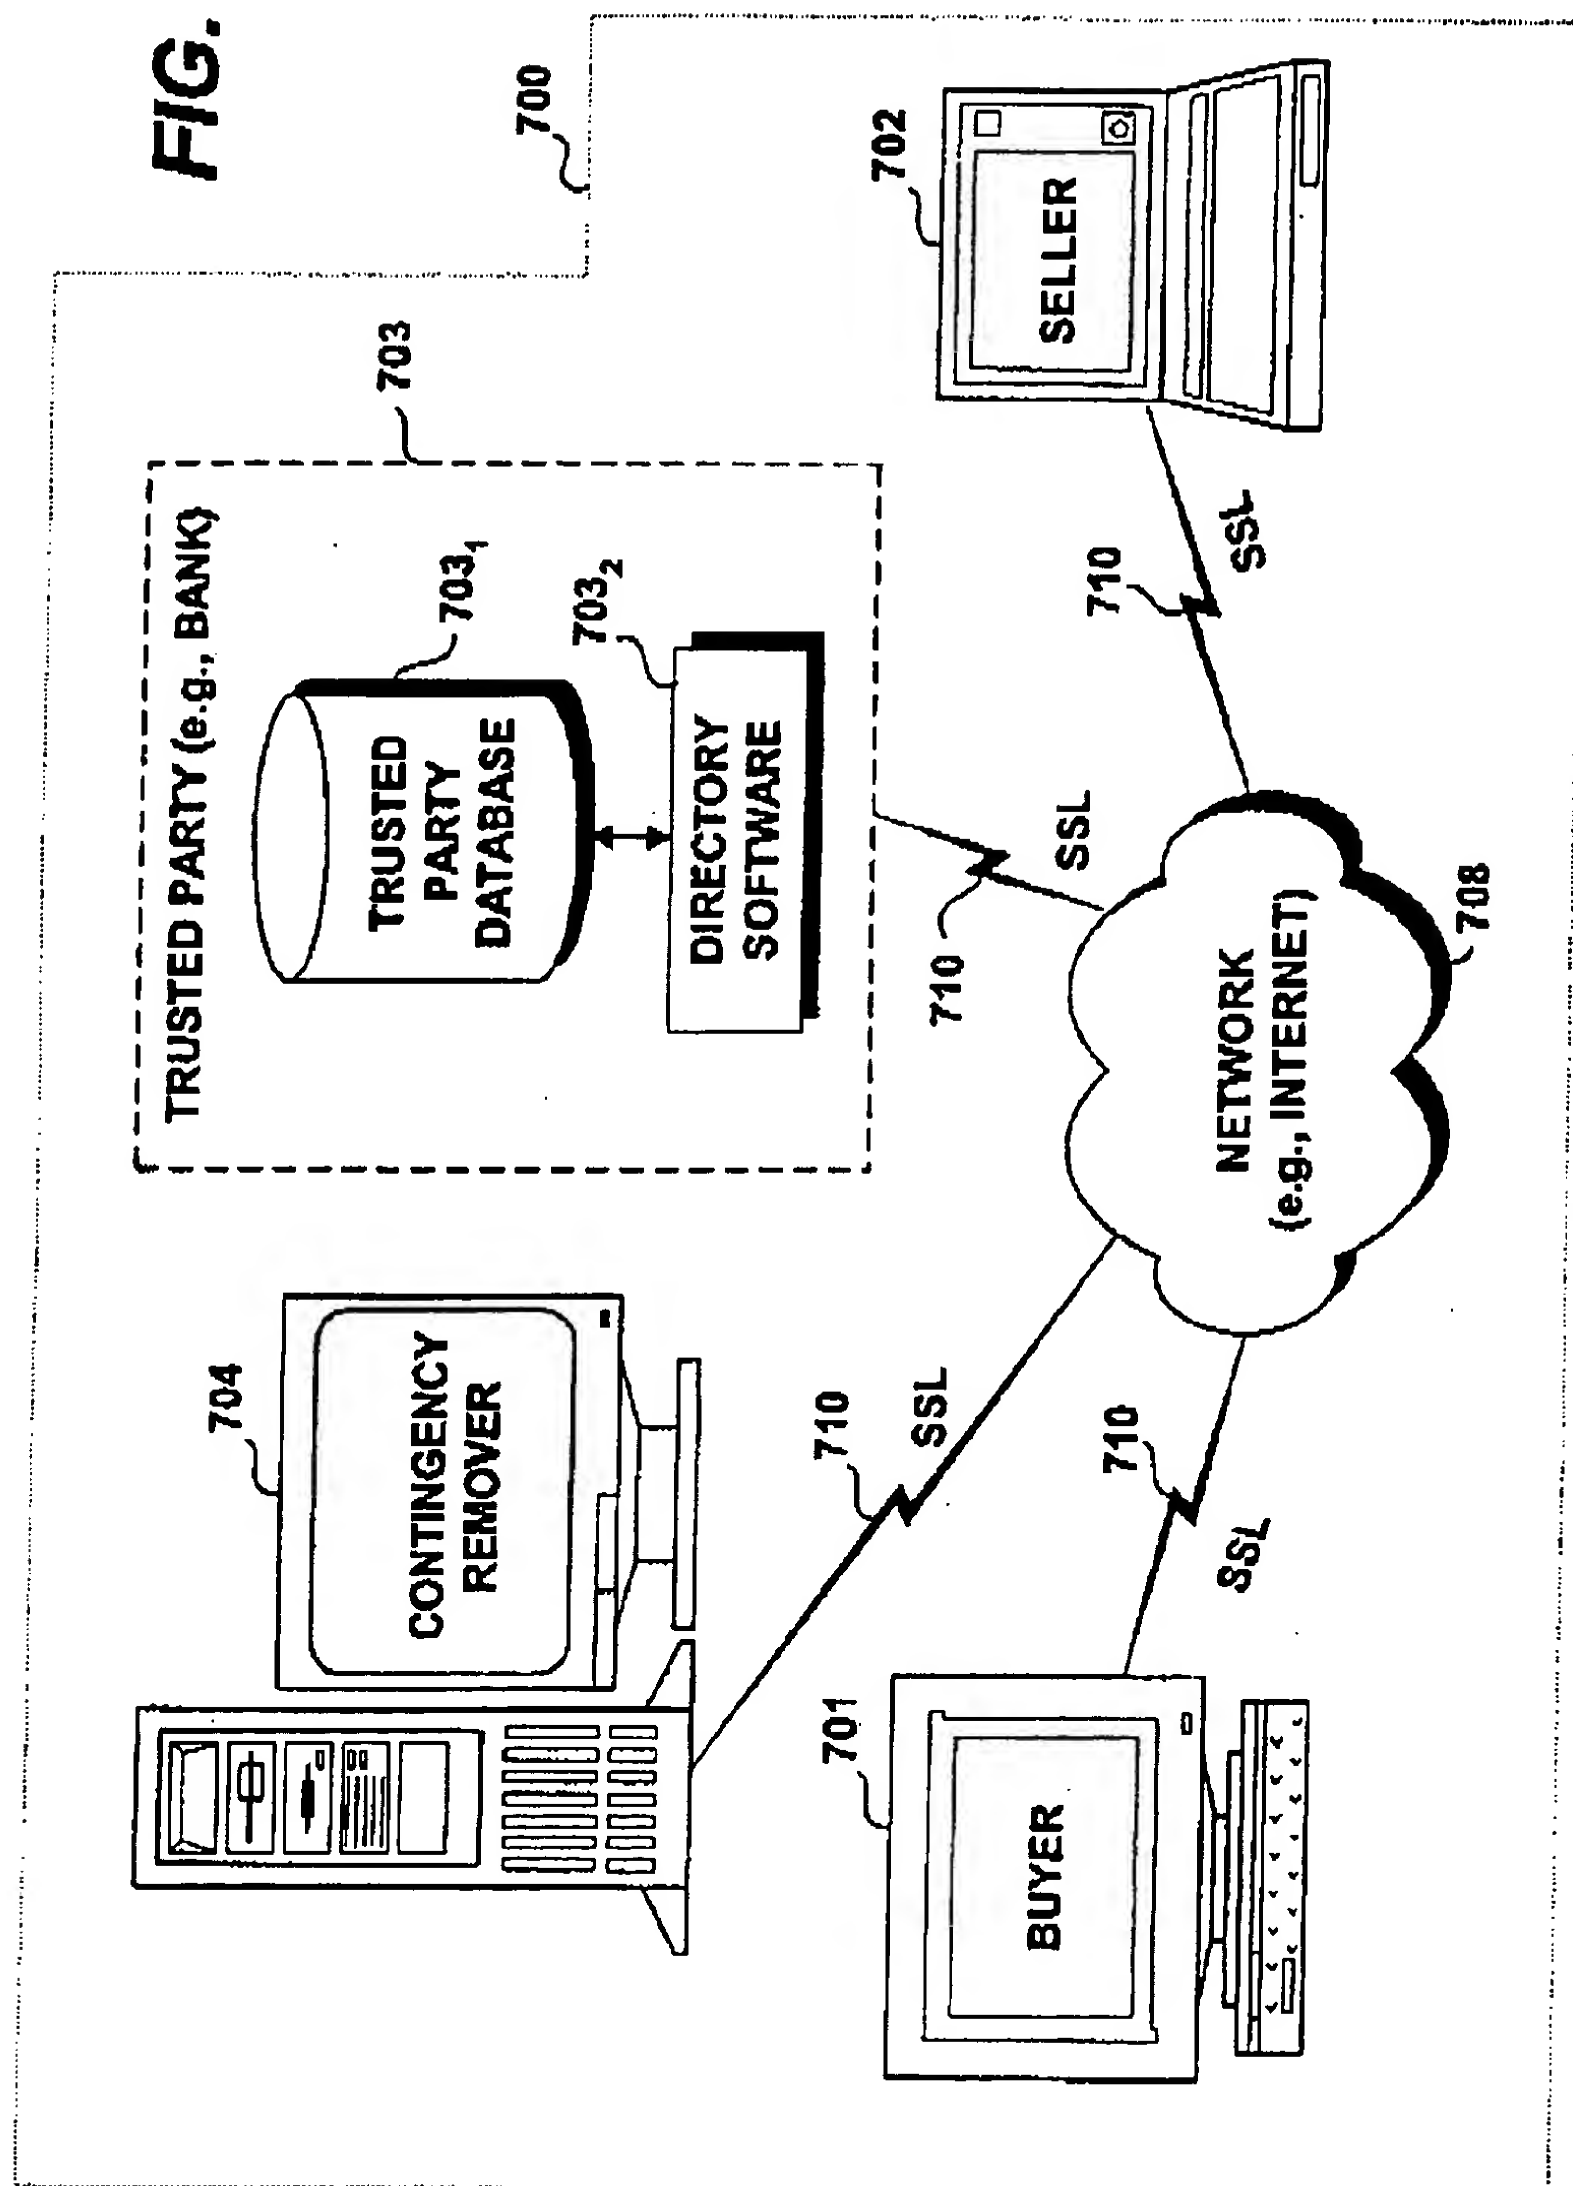 FIG.
700
703
TRUSTED PARTY (e.g., BANK)
TRUSTED
PARTY
DATABASE
703₁
703₂
DIRECTORY
SOFTWARE
704
CONTINGENCY
REMOVER
702
SELLER
710
SSL
710
SSL
710
SSL
710
SSL
701
BUYER
NETWORK
(e.g., INTERNET)
708